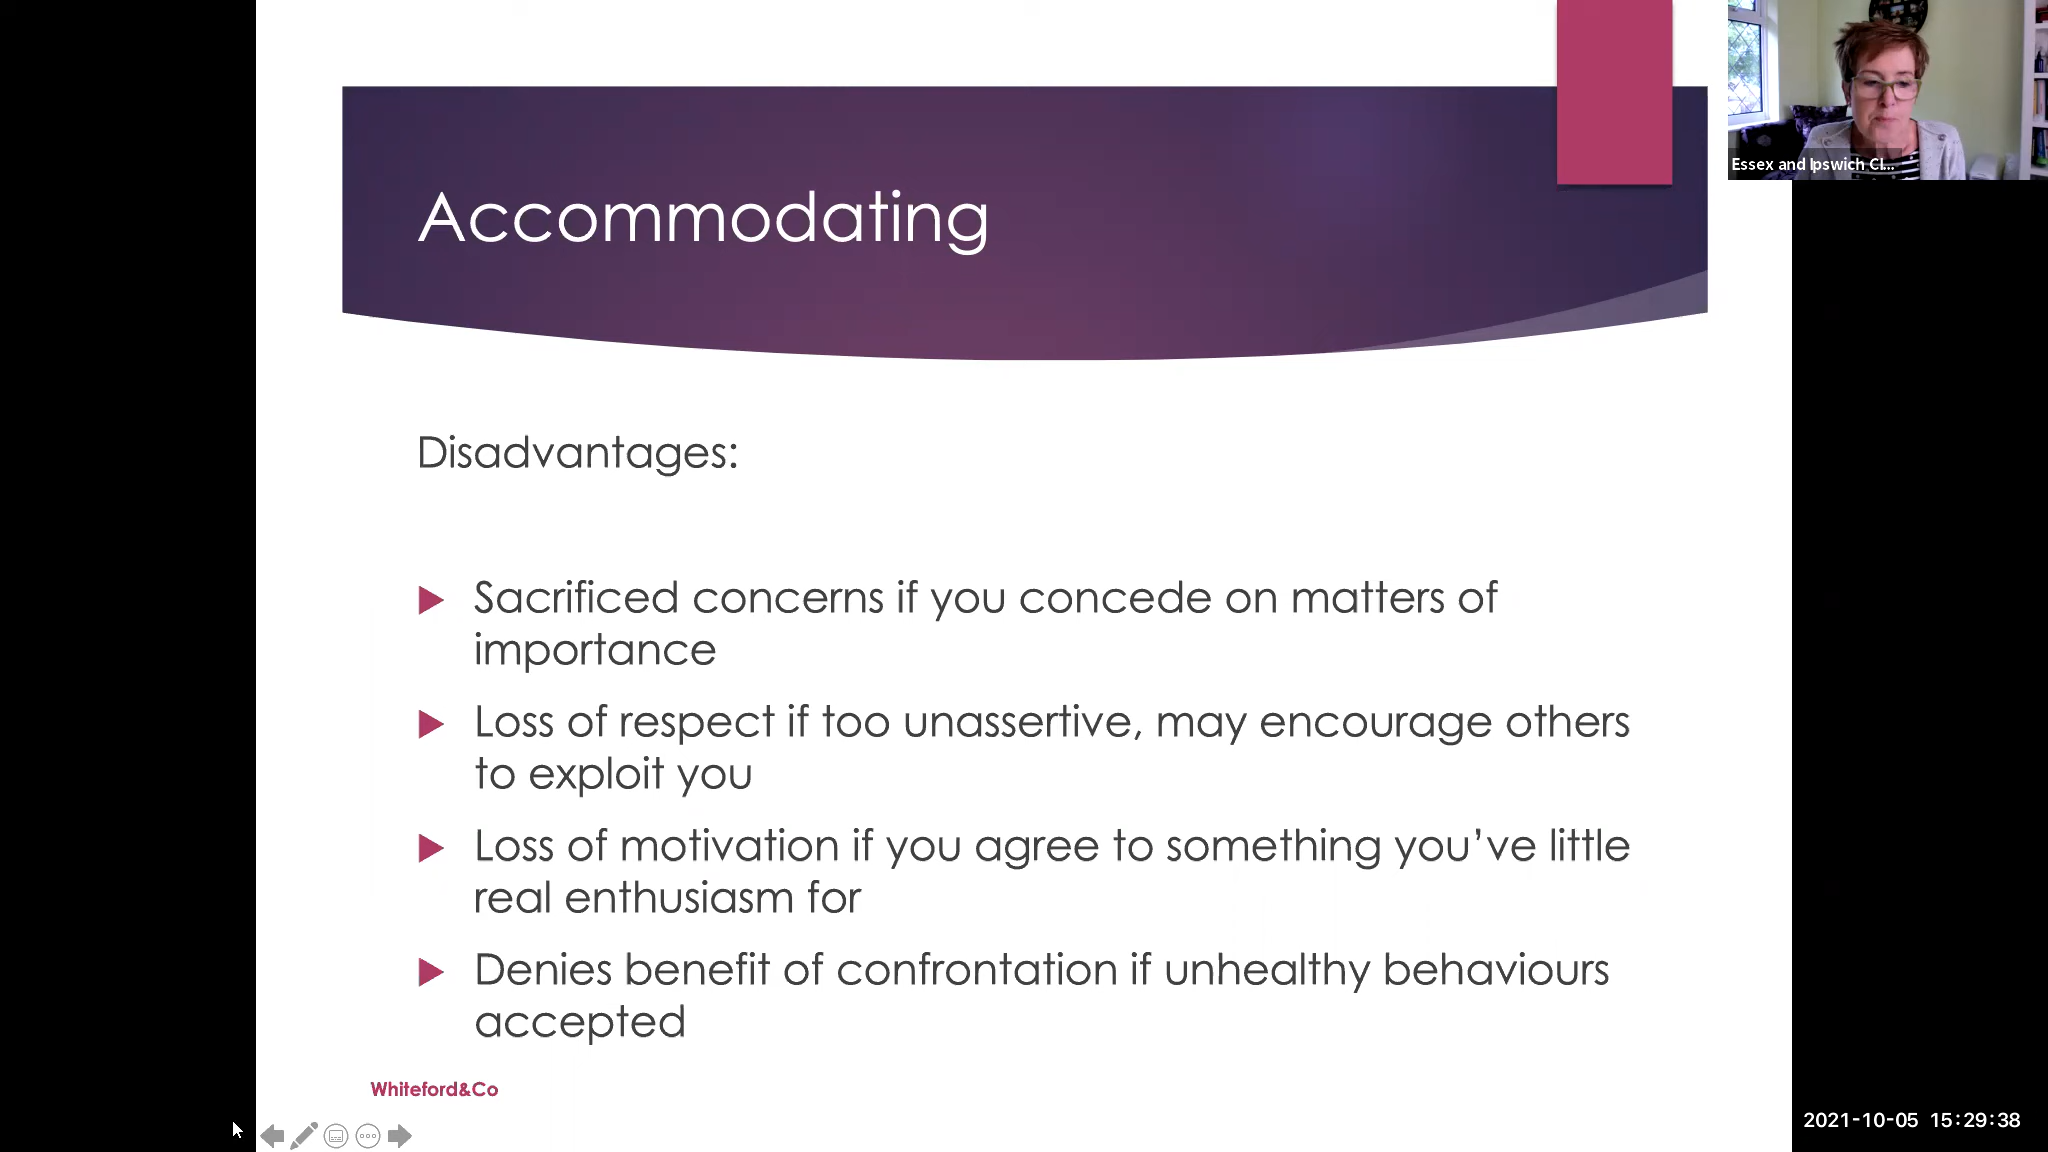 Accommodating
Essex and Ipswich Cl...
Disadvantages:
Sacrificed concerns if you concede on matters of
importance
Loss of respect if too unassertive, may encourage others
to exploit you
Loss of motivation if you agree to something you’ve little
real enthusiasm for
Denies benefit of confrontation if unhealthy behaviours
accepted
Whiteford&Co
2021-10-05 15:29:38